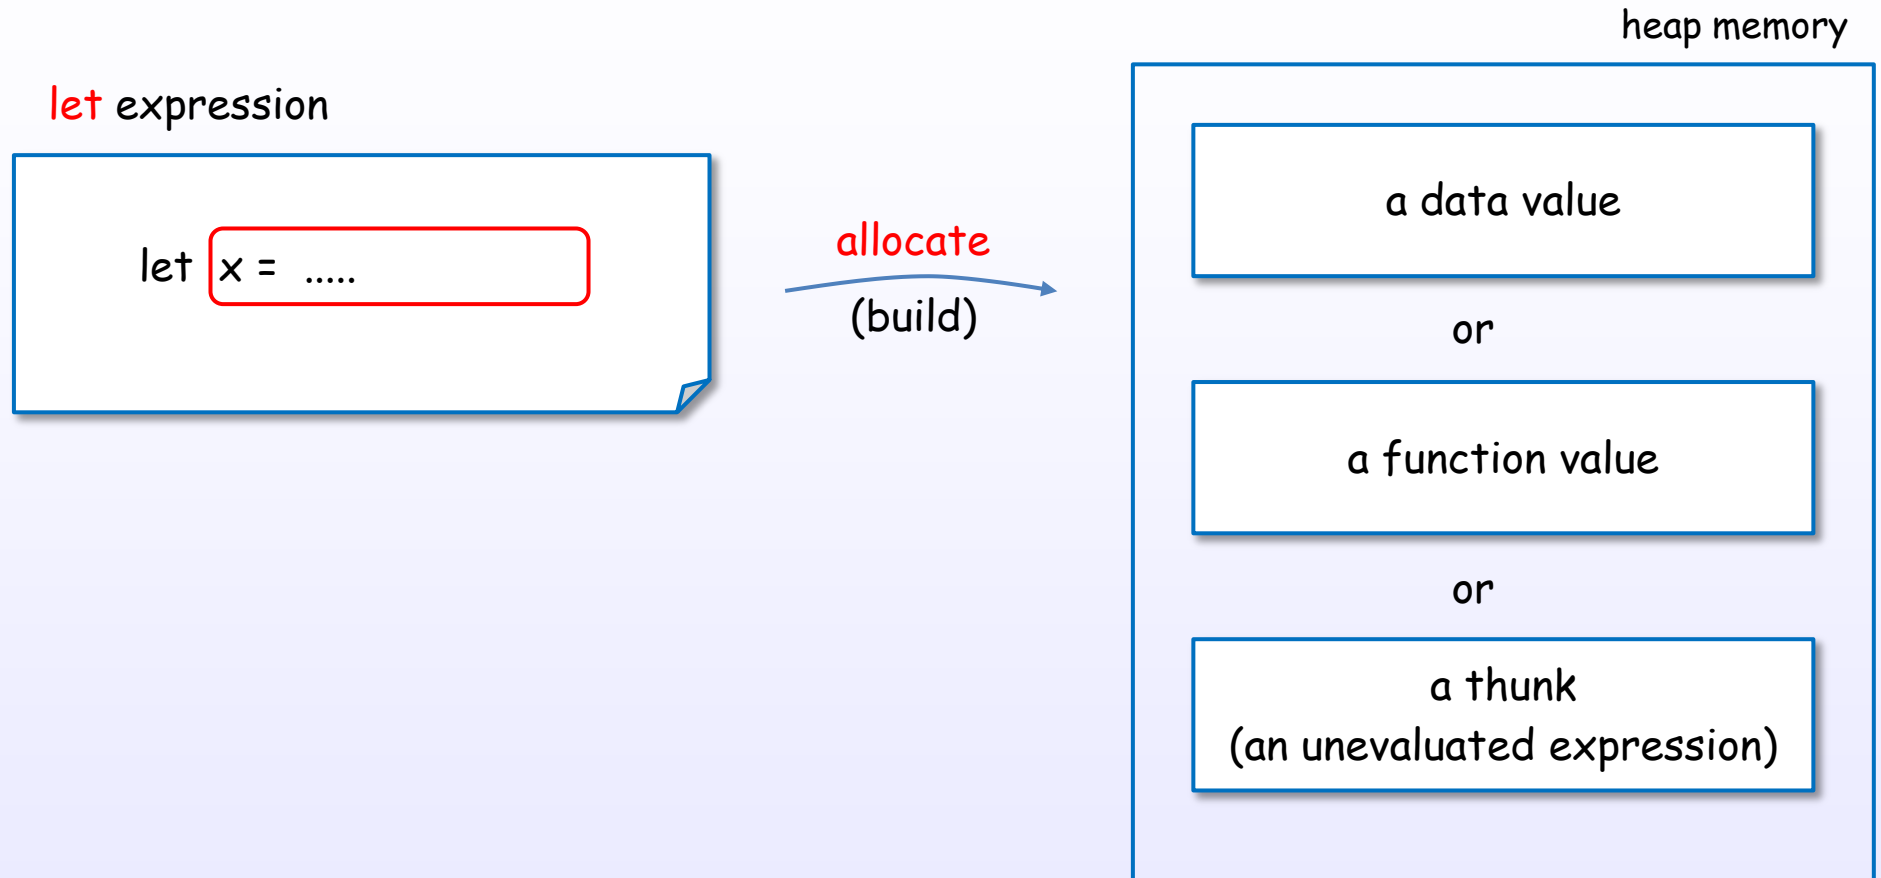 heap memory
let expression
let x = .....
allocate
(build)
a data value
or
a function value
or
a thunk
(an unevaluated expression)